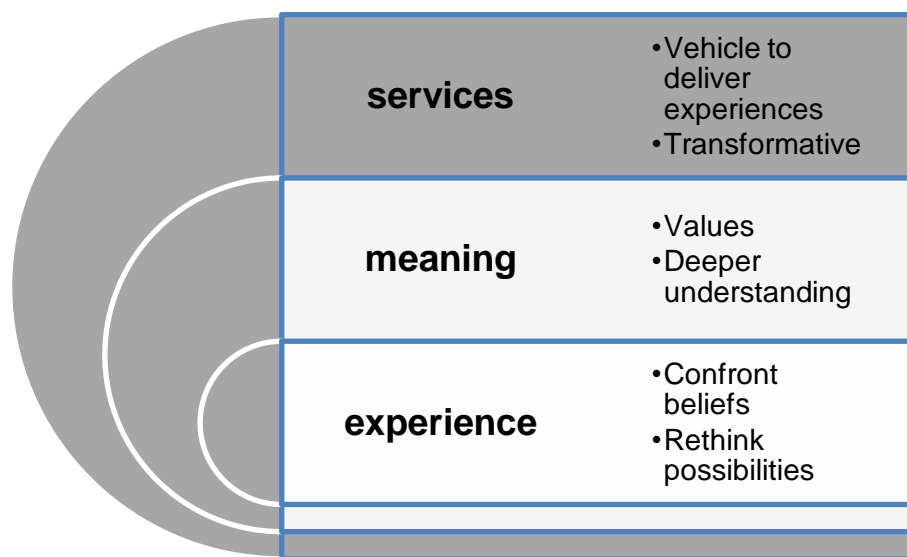 services
•Vehicle to
deliver
experiences
•Transformative
meaning
•Values
•Deeper
understanding
experience
•Confront
beliefs
•Rethink
possibilities